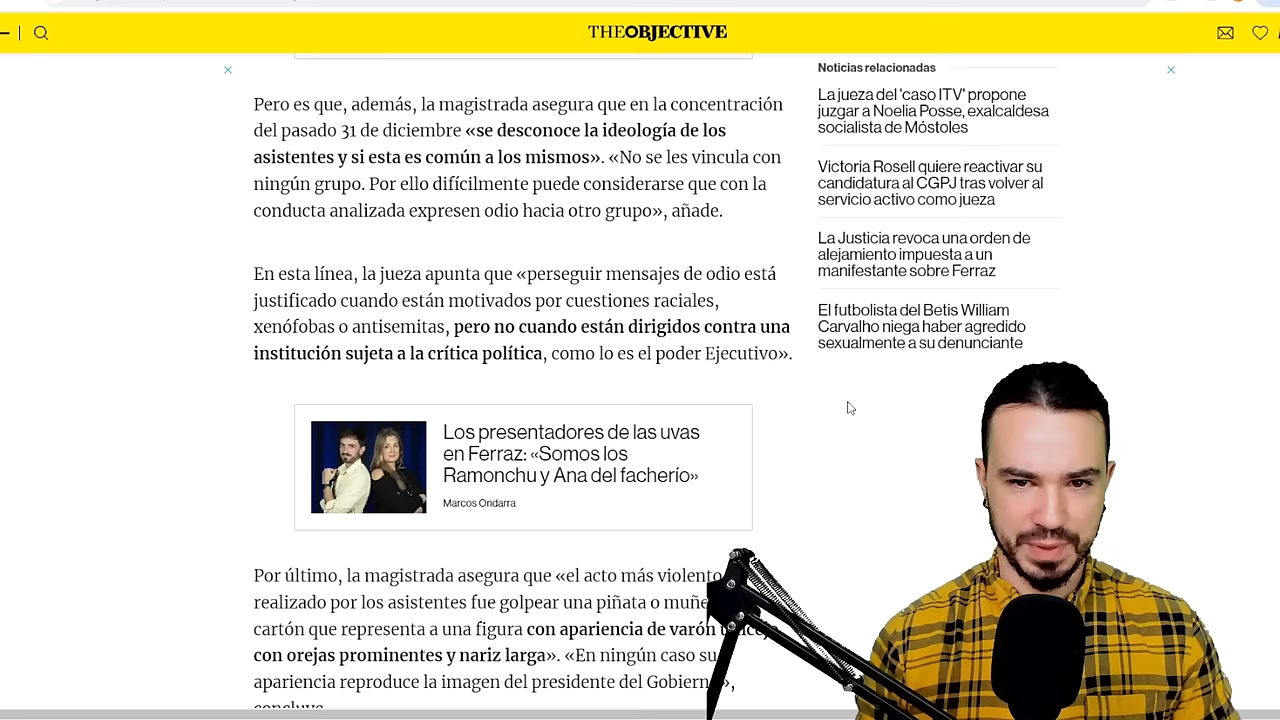 THEOBJECTIVE
Pero es que, además, la magistrada asegura que en la concentración
del pasado 31 de diciembre «se desconoce la ideología de los
asistentes y si esta es común a los mismos». «No se les vincula con
ningún grupo. Por ello difícilmente puede considerarse que con la
conducta analizada expresen odio hacia otro grupo», añade.
En esta línea, la jueza apunta que «perseguir mensajes de odio está
justificado cuando están motivados por cuestiones raciales,
xenófobas o antisemitas, pero no cuando están dirigidos contra una
institución sujeta a la crítica política, como lo es el poder Ejecutivo».
Los presentadores de las uvas
en Ferraz: «Somos los
Ramonchu y Ana del facherío»
Marcos Ondarra
Por último, la magistrada asegura que «el acto más violento
realizado por los asistentes fue golpear una piñata o
cartón que representa a una figura con apariencia de varón
con orejas prominentes y nariz larga». «En ningún caso su
apariencia reproduce la imagen del presidente del
concluye
Noticias relacionadas
La jueza del 'caso ITV' propone
juzgar a Noelia Posse, exalcaldesa
socialista de Móstoles
Victoria Rosell quiere reactivar su
candidatura al CGPJ tras volver al
servicio activo como jueza
La Justicia revoca una orden de
alejamiento impuesta a un
manifestante sobre Ferraz
El futbolista del Betis William
Carvalho niega haber agredido
sexualmente a su denunciante